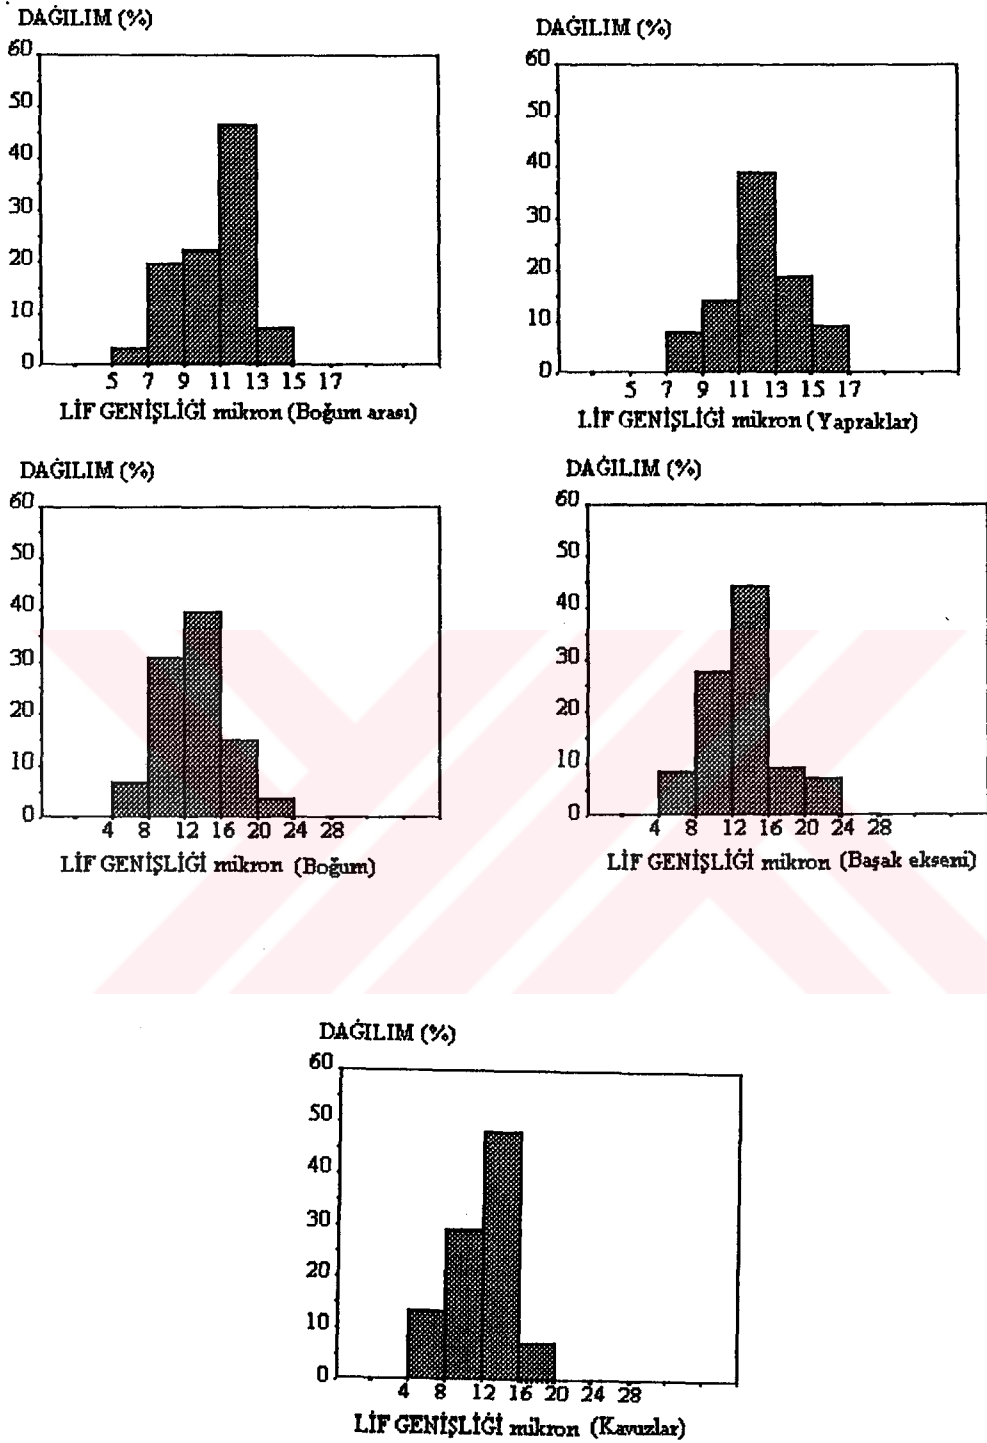 DAĞILIM (%)
60
50
40
30
20
10
0
5 7 9 11 13 15 17
LİF GENİŞLİĞİ mikron (Boğum arası)
DAĞILIM (%)
60
50
40
30
20
10
0
5 7 9 11 13 15 17
LİF GENİŞLİĞİ mikron (Yapraklar)
DAĞILIM (%)
60
50
40
30
20
10
0
4 8 12 16 20 24 28
LİF GENİŞLİĞİ mikron (Boğum)
DAĞILIM (%)
60
50
40
30
20
10
0
4 8 12 16 20 24 28
LİF GENİŞLİĞİ mikron (Başak ekseni)
DAĞILIM (%)
60
50
40
30
20
10
0
4 8 12 16 20 24 28
LİF GENİŞLİĞİ mikron (Kavuzlar)